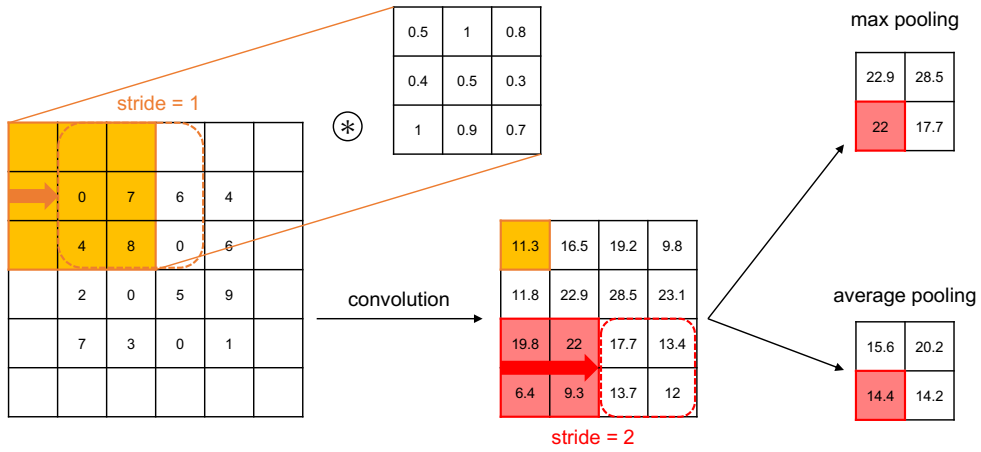 max pooling
0.5 1 0.8
22.9 28.5
0.4 0.5 0.3
stride = 1
22 17.7
1 0.9 0.7
*
0 7 6 4
4 8 0 6
11.3 16.5 19.2 9.8
2 0 5 9
convolution
11.8 22.9 28.5 23.1
average pooling
7 3 0 1
19.8 22 17.7 13.4
15.6 20.2
6.4 9.3 13.7 12
14.4 14.2
stride = 2